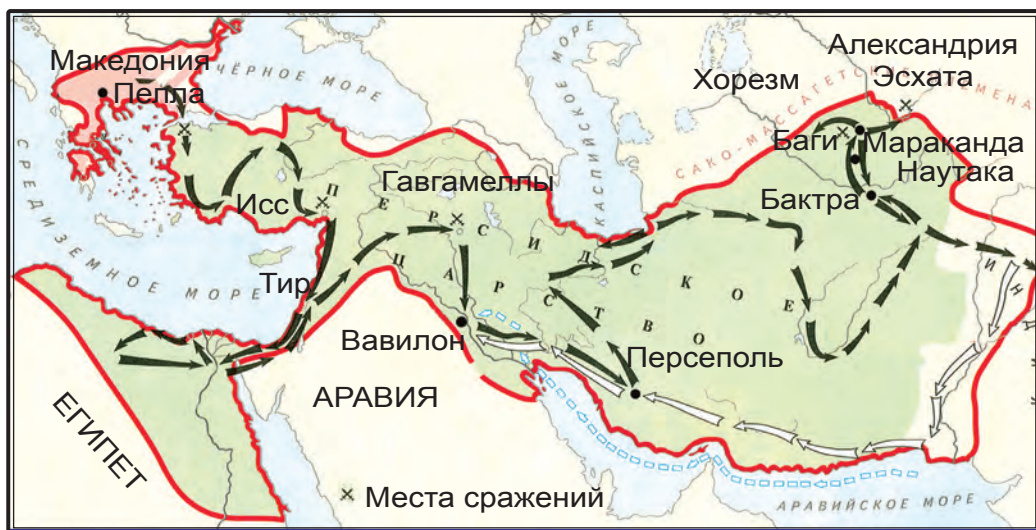 Македония
Пелла
ЧЁРНОЕ МОРЕ
КАСПИЙСКОЕ МОРЕ
Хорезм
Александрия
Эсхата
САКО-МАССАГЕТСКИЕ ПЛЕМЕНА
Баги
Мараканда
Наутака
Бактра
Гавгамеллы
Исс
ПЕРСИДСКОЕ
ЦАРСТВО
СРЕДИЗЕМНОЕ МОРЕ
Тир
Вавилон
Персеполь
ИНД
АРАВИЯ
ЕГИПЕТ
Места сражений
АРАВИЙСКОЕ МОРЕ